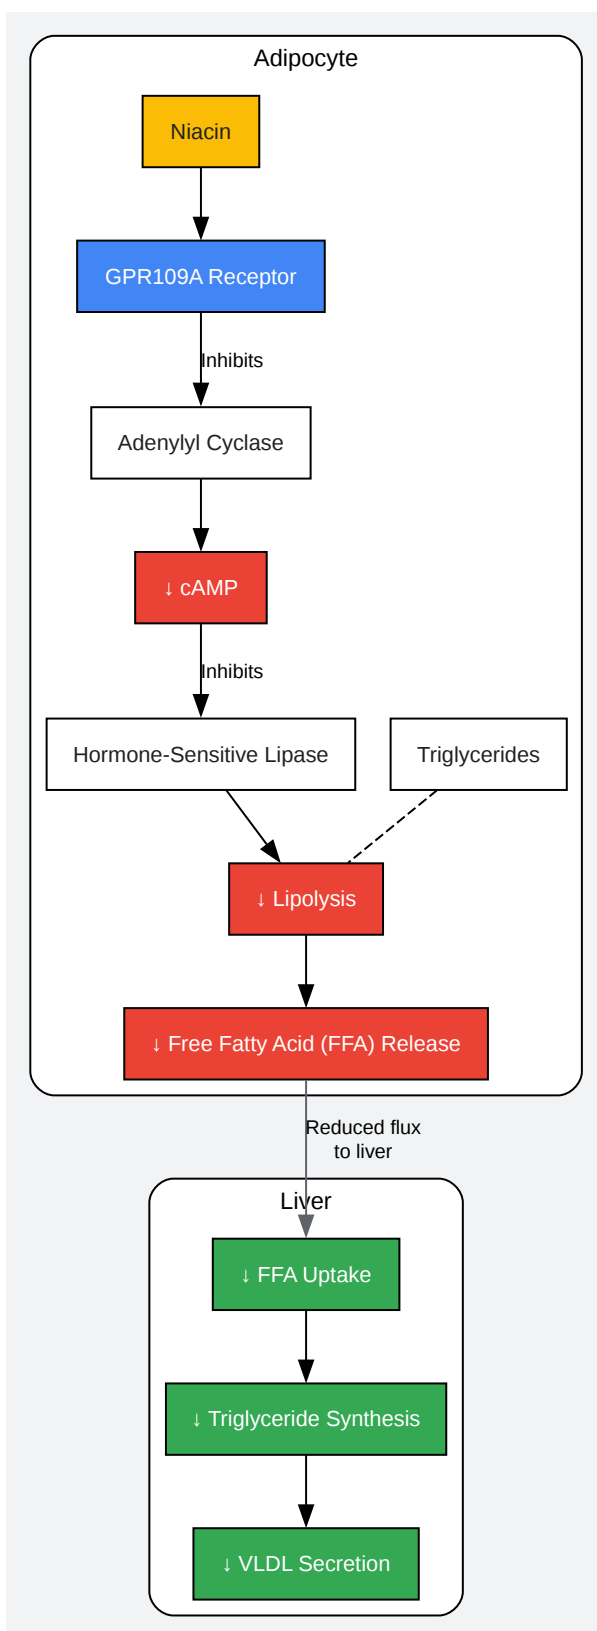 Adipocyte
Niacin
GPR109A Receptor
Inhibits
Adenylyl Cyclase
↓ cAMP
Inhibits
Hormone-Sensitive Lipase
Triglycerides
↓ Lipolysis
↓ Free Fatty Acid (FFA) Release
Reduced flux
to liver
Liver
↓ FFA Uptake
↓ Triglyceride Synthesis
↓ VLDL Secretion